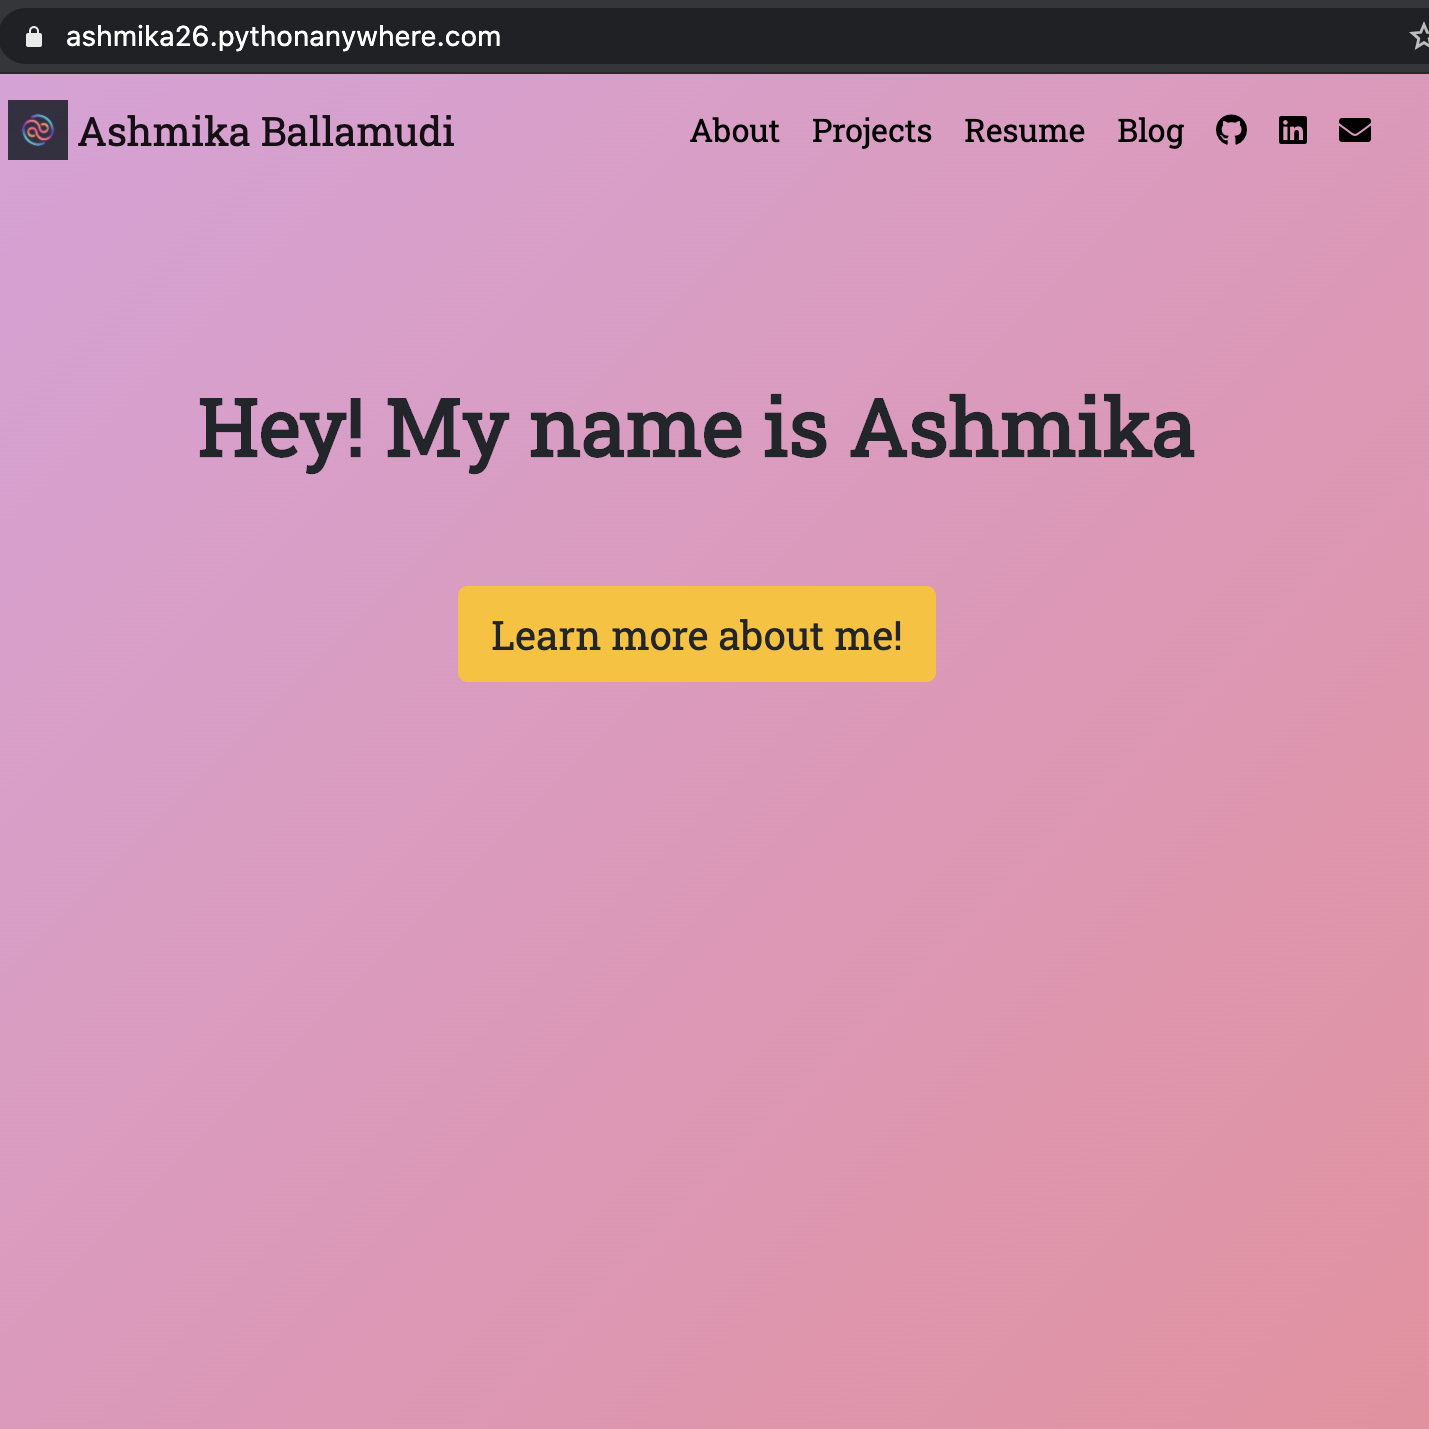 ashmika26.pythonanywhere.com
Ashmika Ballamudi About Projects Resume Blog
Hey! My name is Ashmika
Learn more about me!